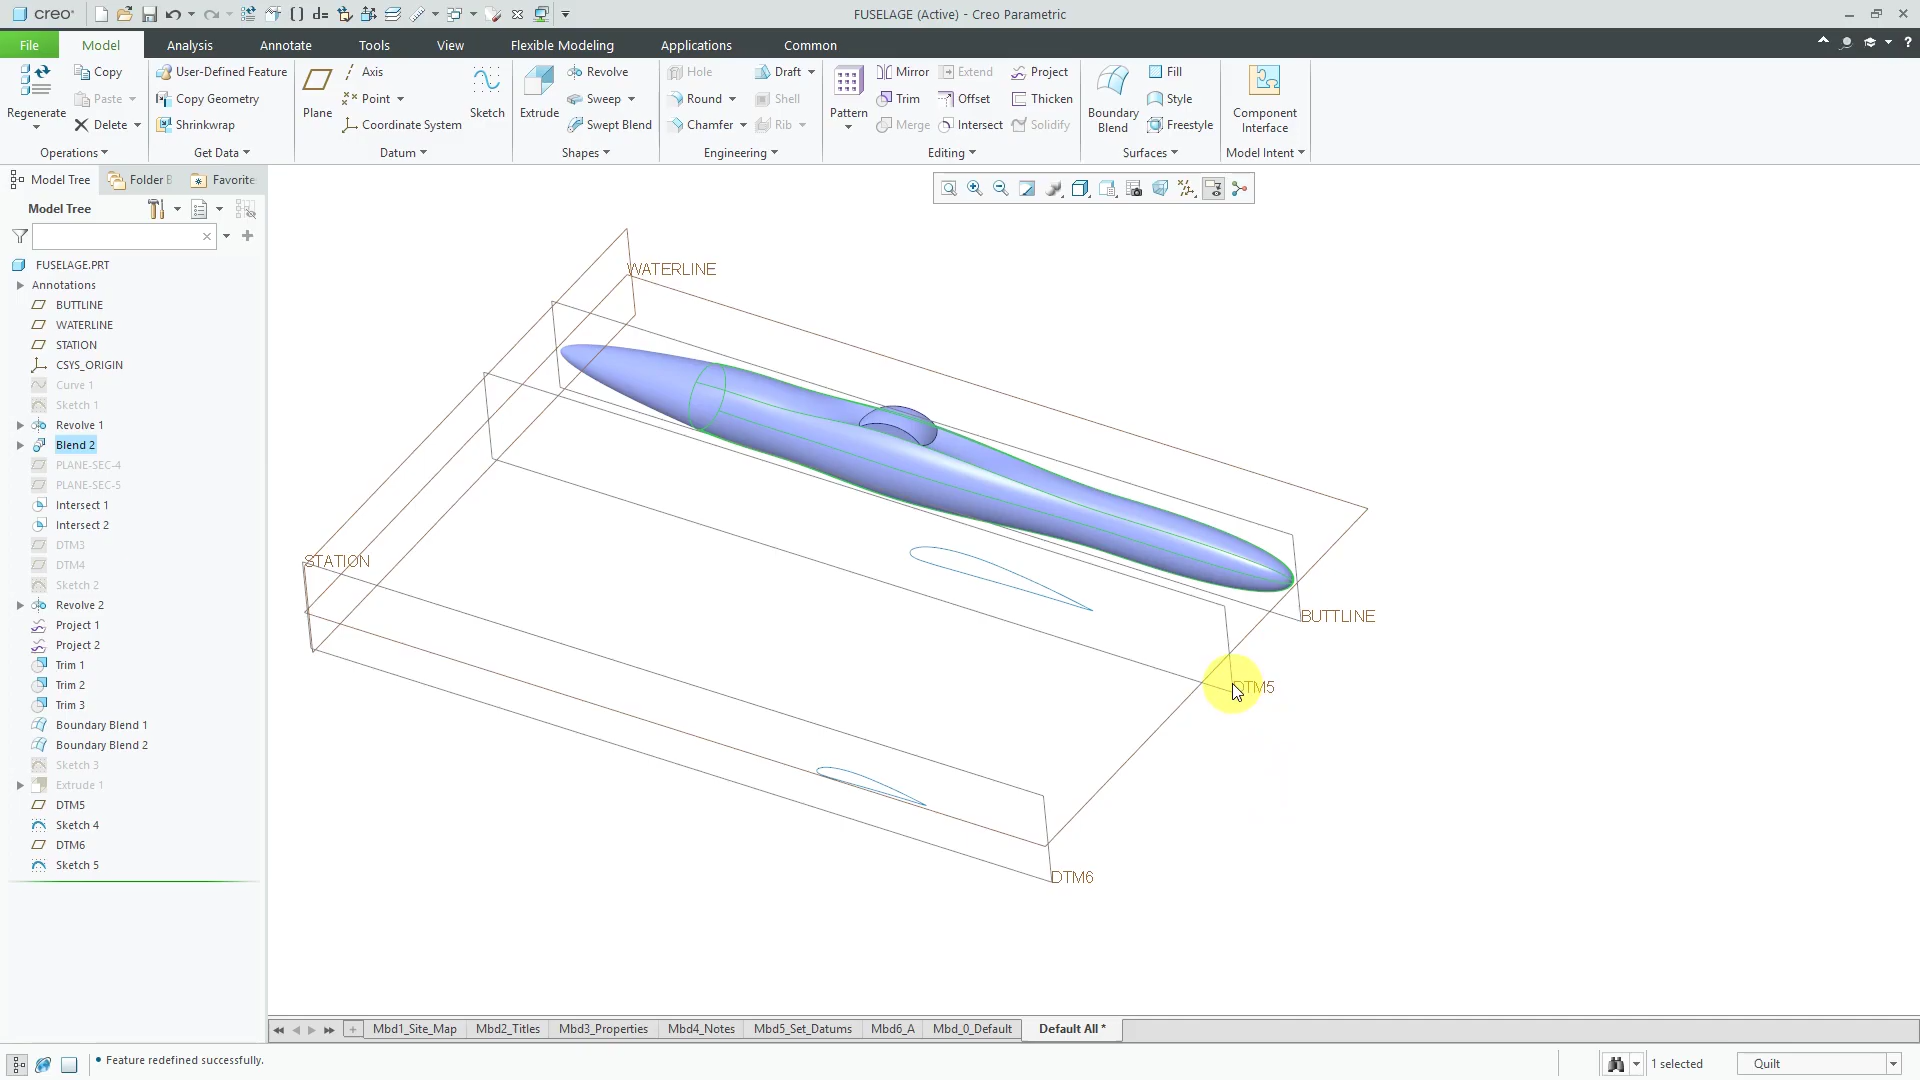 creo
FUSELAGE (Active) - Creo Parametric
File Model Analysis Annotate Tools View Flexible Modeling Applications Common
Regenerate
Copy
Paste
Delete
Operations
User-Defined Feature
Copy Geometry
Shrinkwrap
Get Data
Plane
Axis
Point
Coordinate System
Sketch
Datum
Extrude
Revolve
Sweep
Swept Blend
Shapes
Hole
Round
Chamfer
Draft
Shell
Rib
Engineering
Pattern
Mirror
Trim
Merge
Extend
Offset
Intersect
Project
Thicken
Solidify
Editing
Boundary
Blend
Fill
Style
Freestyle
Surfaces
Component
Interface
Model Intent
Model Tree Folder B Favorite
Model Tree
FUSELAGE.PRT
Annotations
BUTTLINE
WATERLINE
STATION
CSYS_ORIGIN
Curve 1
Sketch 1
Revolve 1
Blend 2
PLANE-SEC-4
PLANE-SEC-5
Intersect 1
Intersect 2
DTM3
DTM4
Sketch 2
Revolve 2
Project 1
Project 2
Trim 1
Trim 2
Trim 3
Boundary Blend 1
Boundary Blend 2
Sketch 3
Extrude 1
DTM5
Sketch 4
DTM6
Sketch 5
WATERLINE
STATION
BUTTLINE
DTM5
DTM6
Mbd1_Site_Map Mbd2_Titles Mbd3_Properties Mbd4_Notes Mbd5_Set_Datums Mbd6_A Mbd_0_Default Default All *
• Feature redefined successfully.
1 selected
Quilt